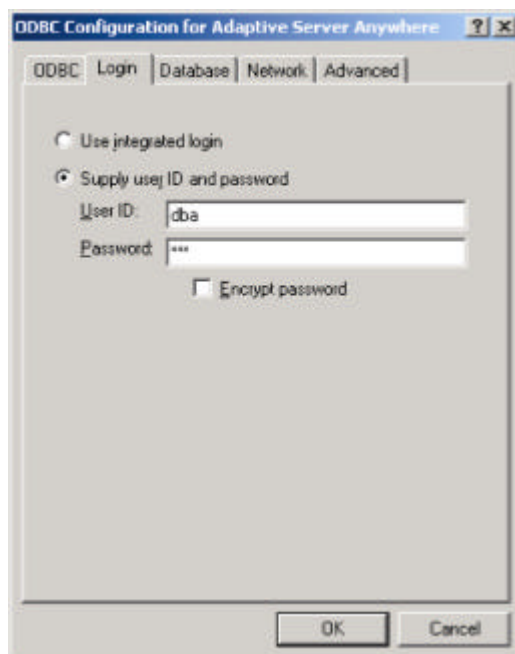 ODBC Configuration for Adaptive Server Anywhere
ODBC Login Database Network Advanced
Use integrated login
Supply user ID and password
User ID: dba
Password: ***
Encrypt password
OK Cancel